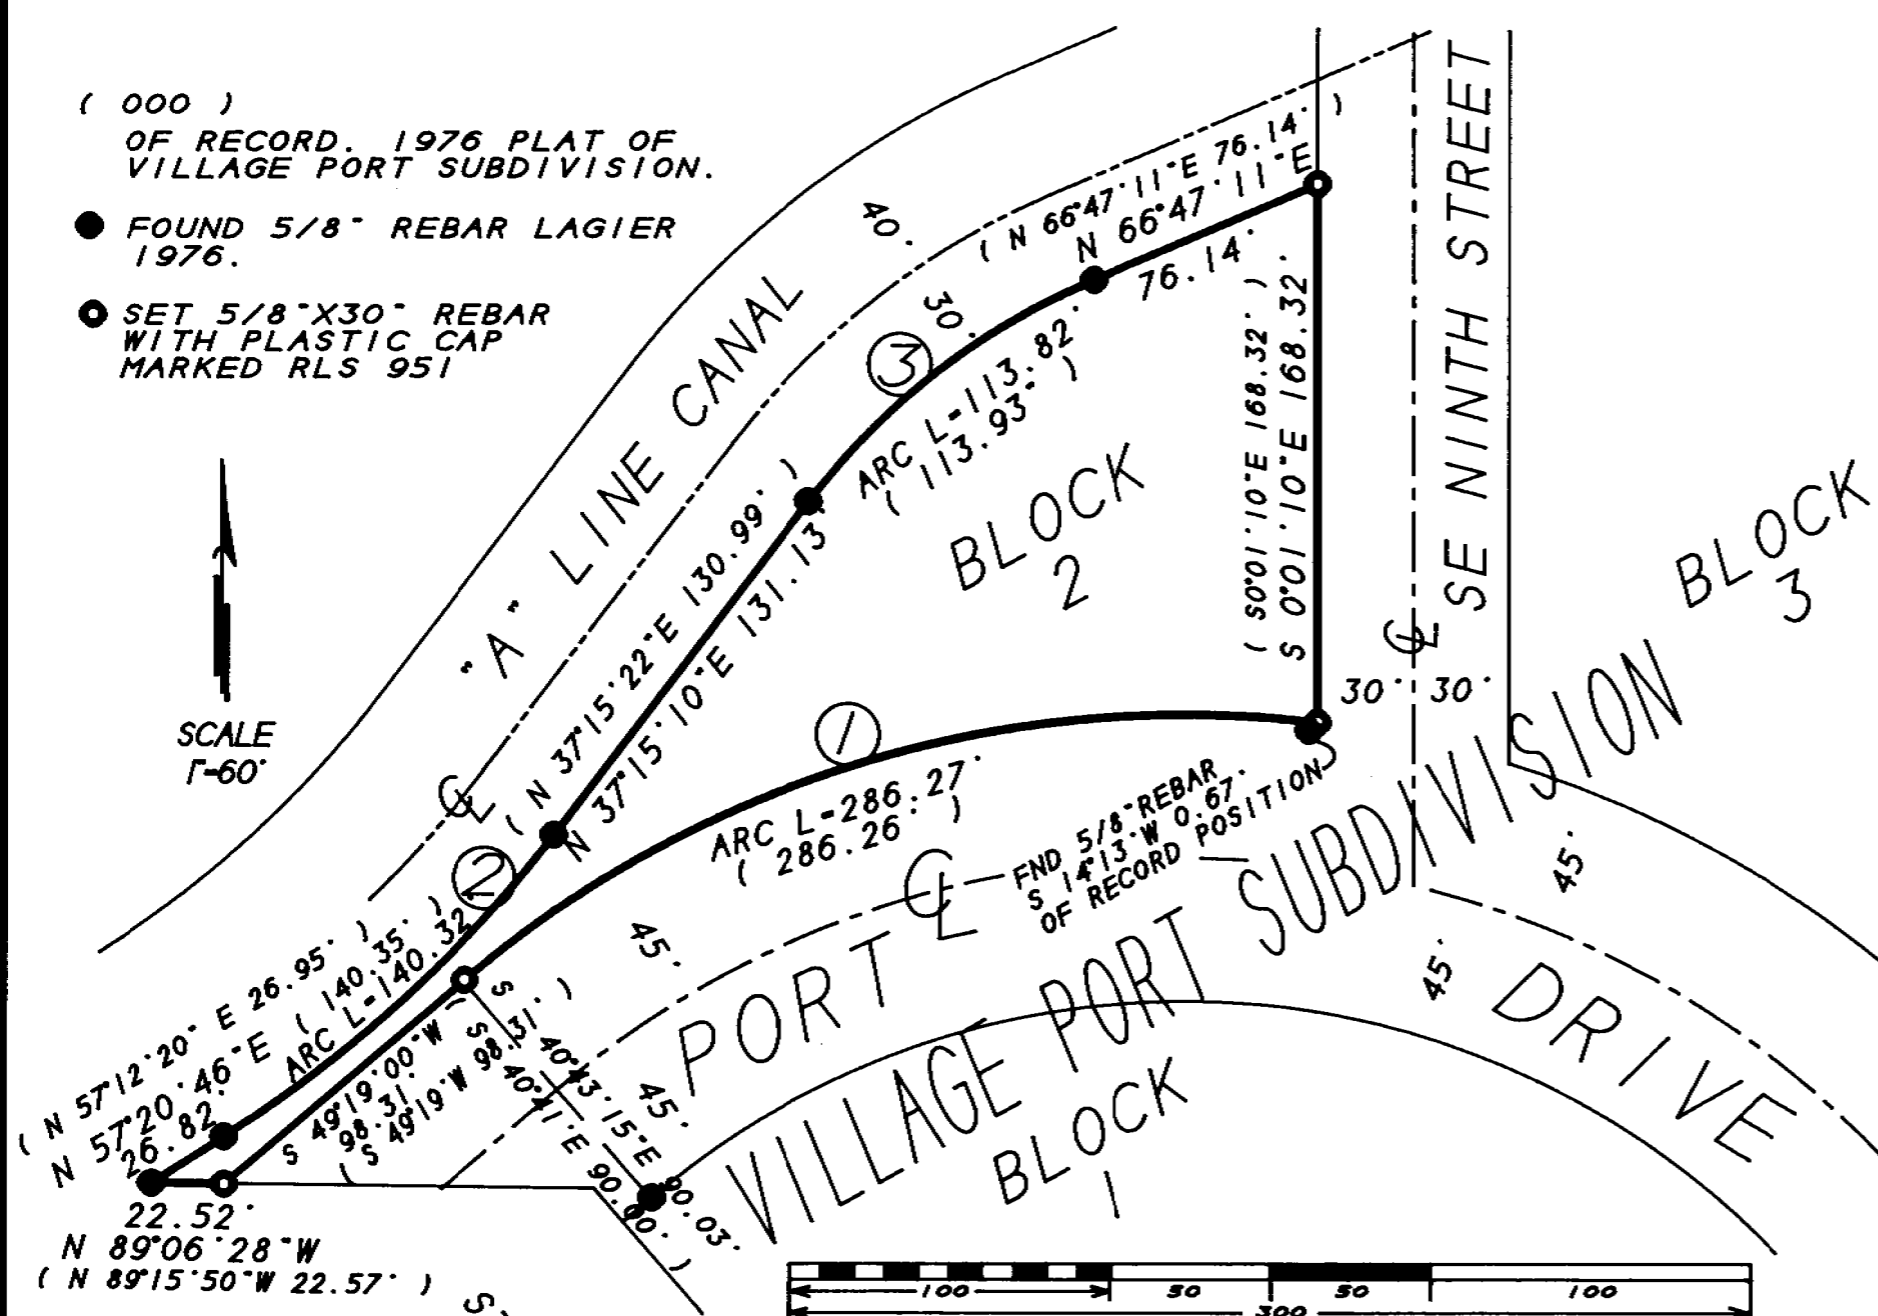 ( 000 )
OF RECORD. 1976 PLAT OF
VILLAGE PORT SUBDIVISION.
FOUND 5/8" REBAR LAGIER
1976.
SET 5/8"X30" REBAR
WITH PLASTIC CAP
MARKED RLS 951
SCALE
1"=60'
"A" LINE CANAL
40'
30'
( N 66°47'11"E 76.14' )
N 66°47'11"E
76.14'
3
ARC L=113.82'
( 113.93' )
( S0°01'10"E 168.32' )
S 0°01'10"E 168.32'
SE NINTH STREET
BLOCK
2
BLOCK
3
( N 37°15'22"E 130.99' )
N 37°15'10"E 131.13'
CL
CL
30' 30'
1
ARC L=286.27'
( 286.26' )
FND 5/8"REBAR
S 14°13'W 0.67'
OF RECORD POSITION
2
( 140.35' )
ARC L=140.32'
( N 57°12'20" E 26.95' )
N 57°20'46"E
26.82'
S 49°19'00"W
98.31'
( S 49°19'W 98.31' )
S 40°43'15"E 90.03'
( S 40°41'E 90.00' )
45'
45'
45'
45'
CL
PORT DRIVE
VILLAGE PORT SUBDIVISION
BLOCK
1
22.52'
N 89°06'28"W
( N 89°15'50"W 22.57' )
100 50 50 100
300